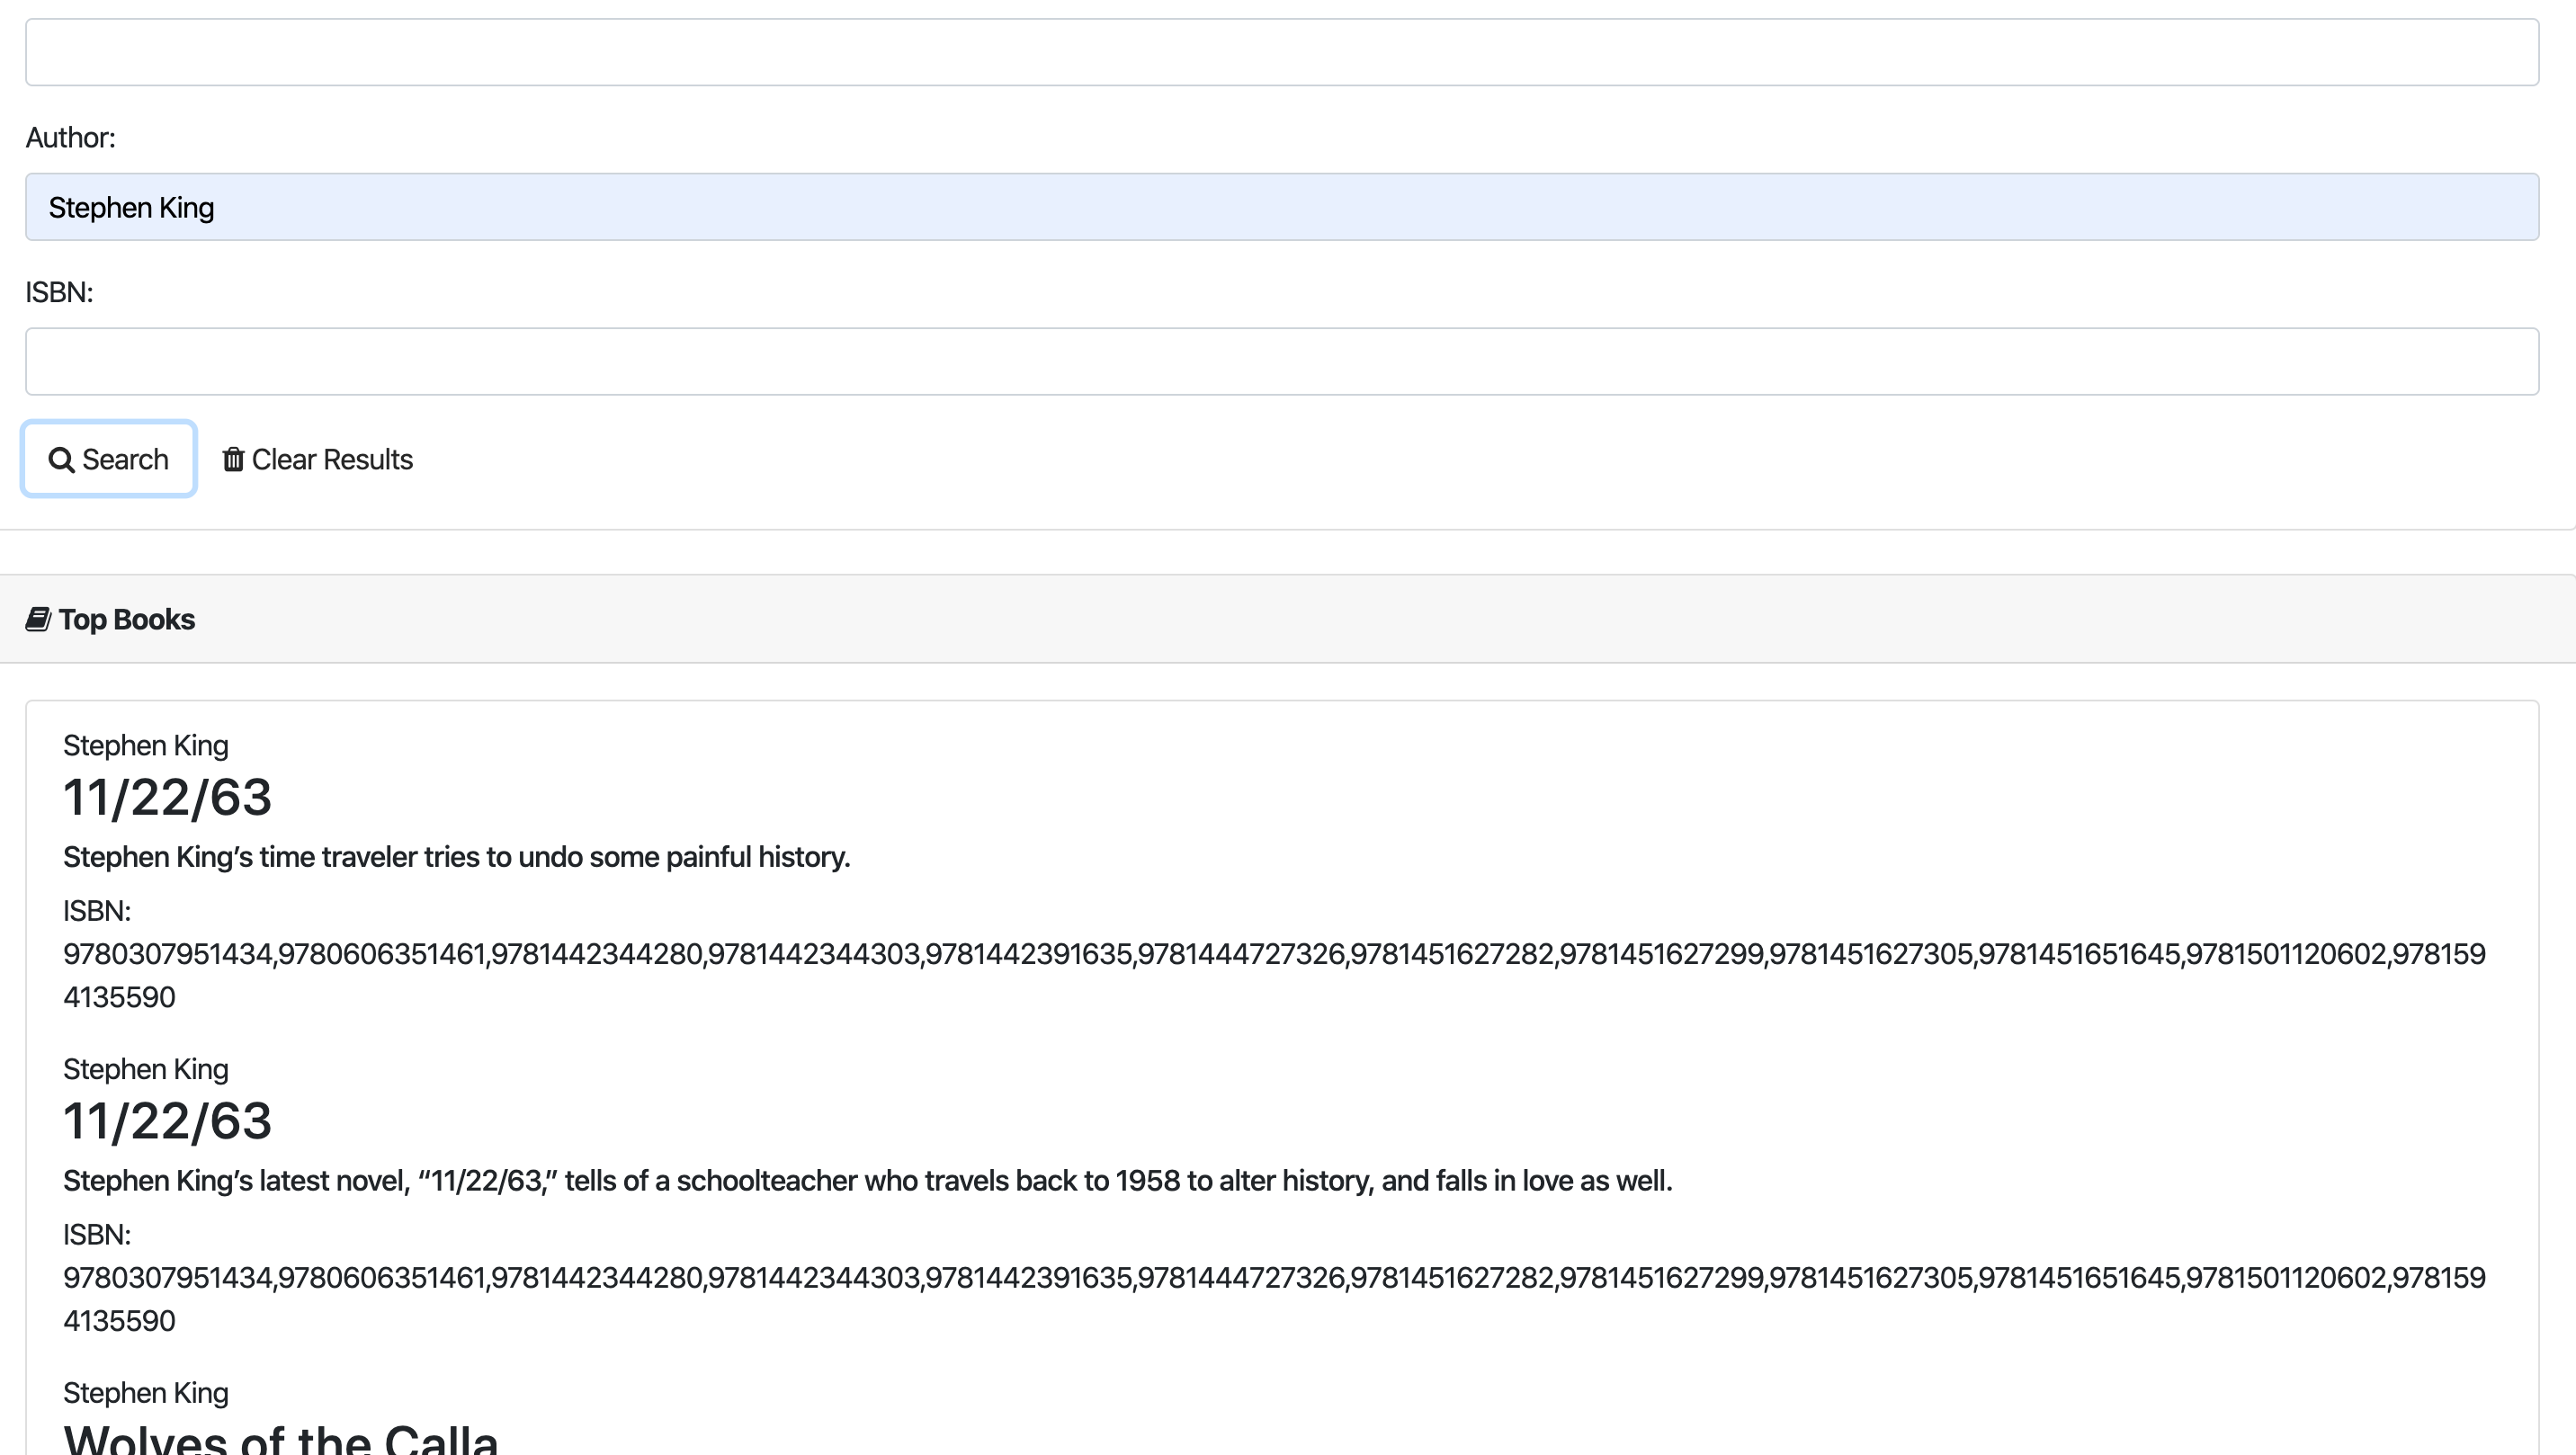 Author:
Stephen King
ISBN:
Search Clear Results
Top Books
Stephen King
11/22/63
Stephen King’s time traveler tries to undo some painful history.
ISBN:
9780307951434,9780606351461,9781442344280,9781442344303,9781442391635,9781444727326,9781451627282,9781451627299,9781451627305,9781451651645,9781501120602,978159
4135590
Stephen King
11/22/63
Stephen King’s latest novel, “11/22/63,” tells of a schoolteacher who travels back to 1958 to alter history, and falls in love as well.
ISBN:
9780307951434,9780606351461,9781442344280,9781442344303,9781442391635,9781444727326,9781451627282,9781451627299,9781451627305,9781451651645,9781501120602,978159
4135590
Stephen King
Wolves of the Calla